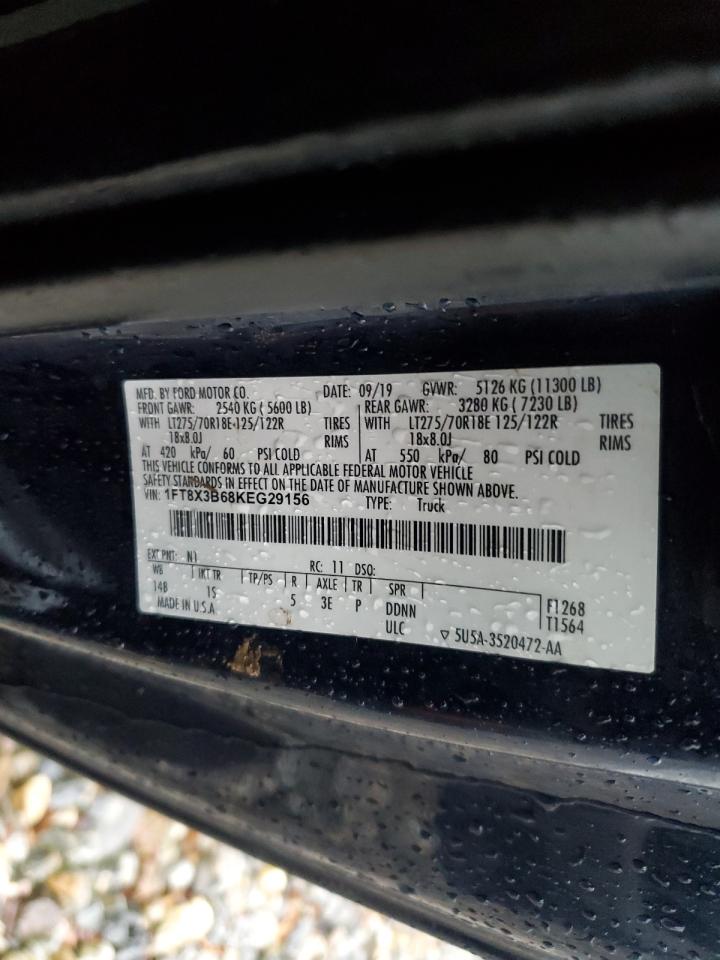 MFD. BY FORD MOTOR CO. DATE: 09/19 GVWR: 5126 KG (11300 LB)
FRONT GAWR: 2540 KG ( 5600 LB) REAR GAWR: 3280 KG ( 7230 LB)
WITH LT275/70R18E 125/122R TIRES WITH LT275/70R18E 125/122R TIRES
18x8.0J RIMS 18x8.0J RIMS
AT 420 kPa/ 60 PSI COLD AT 550 kPa/ 80 PSI COLD
THIS VEHICLE CONFORMS TO ALL APPLICABLE FEDERAL MOTOR VEHICLE
SAFETY STANDARDS IN EFFECT ON THE DATE OF MANUFACTURE SHOWN ABOVE.
VIN: 1FT8X3B68KEG29156 TYPE: Truck
EXT PNT: N1 RC: 11 DSO:
WB INT TR TP/PS R AXLE TR SPR
14B 1S 5 3E P DDNN F1268
MADE IN U.S.A ULC T1564
▽ 5U5A-3520472-AA